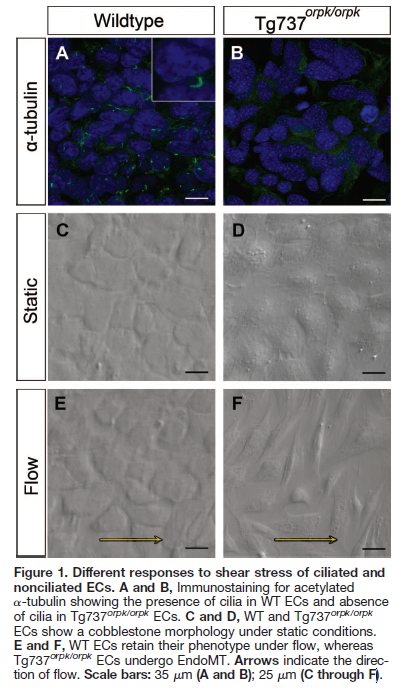 Wildtype
Tg737orpk/orpk
α-tubulin
A
B
Static
C
D
Flow
E
F
Figure 1. Different responses to shear stress of ciliated and
nonciliated ECs. A and B, Immunostaining for acetylated
α-tubulin showing the presence of cilia in WT ECs and absence
of cilia in Tg737orpk/orpk ECs. C and D, WT and Tg737orpk/orpk
ECs show a cobblestone morphology under static conditions.
E and F, WT ECs retain their phenotype under flow, whereas
Tg737orpk/orpk ECs undergo EndoMT. Arrows indicate the direc-
tion of flow. Scale bars: 35 μm (A and B); 25 μm (C through F).